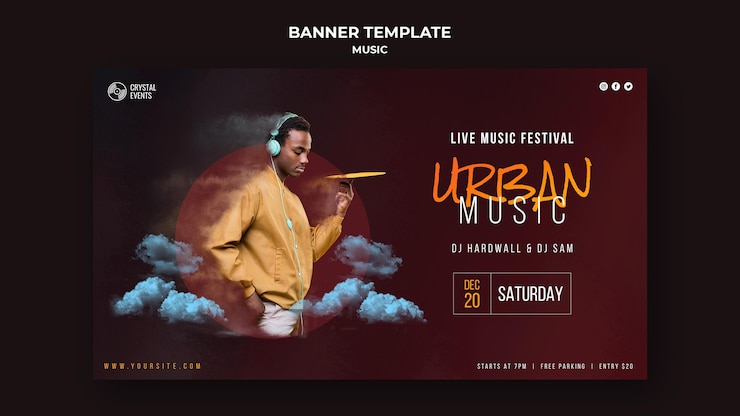 BANNER TEMPLATE
MUSIC
CRYSTAL
EVENTS
LIVE MUSIC FESTIVAL
URBAN
MUSIC
DJ HARDWALL & DJ SAM
DEC
20
SATURDAY
WWW.YOURSITE.COM
STARTS AT 7PM | FREE PARKING | ENTRY $20